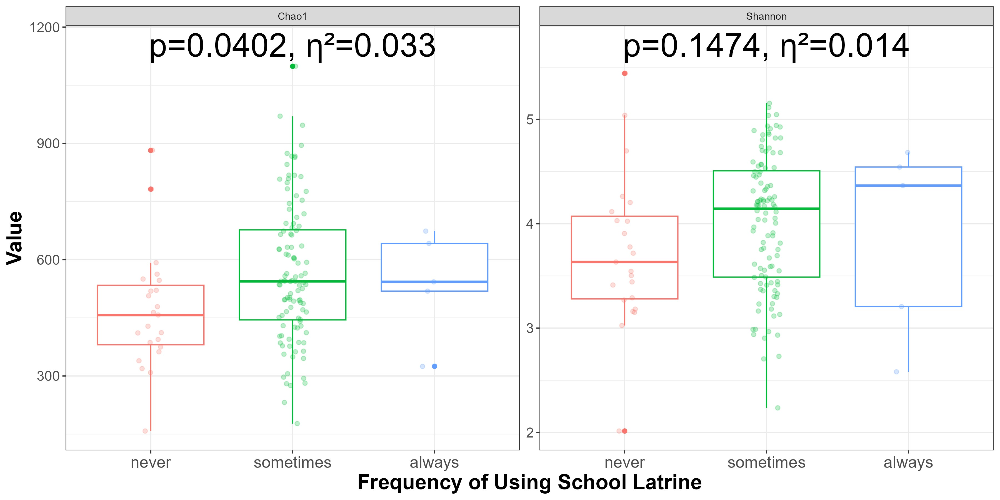 Chao1
Shannon
p=0.0402, η²=0.033
p=0.1474, η²=0.014
Value
1200
900
600
300
5
4
3
2
never
sometimes
always
never
sometimes
always
Frequency of Using School Latrine